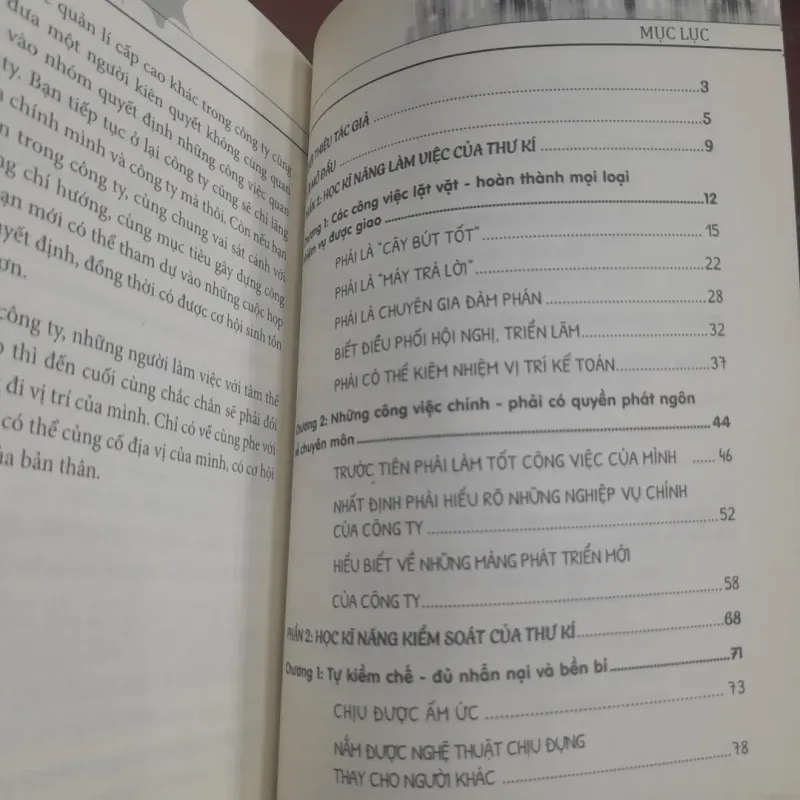 quản lí cấp cao khác trong công ty cùng
đưa một người kiên quyết không cùng quan
vào nhóm quyết định những công việc quan
ty. Bạn tiếp tục ở lại công ty cũng sẽ chỉ lãng
chính mình và công ty mà thôi. Còn nếu bạn
trong công ty, cùng chung vai sát cánh với
chí hướng, cùng mục tiêu gây dựng công
mới có thể tham dự vào những cuộc họp
quyết định, đồng thời có được cơ hội sinh tồn
hơn.
công ty, những người làm việc với tâm thế
thì đến cuối cùng chắc chắn sẽ phải đối
đi vị trí của mình. Chỉ có về cùng phe với
có thể củng cố địa vị của mình, có cơ hội
của bản thân.
MỤC LỤC
THIỆU TÁC GIẢ 3
MỞ ĐẦU 5
PHẦN 1: HỌC KĨ NĂNG LÀM VIỆC CỦA THƯ KÍ 9
Chương 1: Các công việc lặt vặt - hoàn thành mọi loại
nhiệm vụ được giao 12
PHẢI LÀ "CÂY BÚT TỐT" 15
PHẢI LÀ "MÁY TRẢ LỜI" 22
PHẢI LÀ CHUYÊN GIA ĐÀM PHÁN 28
BIẾT ĐIỀU PHỐI HỘI NGHỊ, TRIỂN LÃM 32
PHẢI CÓ THỂ KIÊM NHIỆM VỊ TRÍ KẾ TOÁN 37
Chương 2: Những công việc chính - phải có quyền phát ngôn
về chuyên môn 44
TRƯỚC TIÊN PHẢI LÀM TỐT CÔNG VIỆC CỦA MÌNH ...... 46
NHẤT ĐỊNH PHẢI HIỂU RÕ NHỮNG NGHIỆP VỤ CHÍNH
CỦA CÔNG TY 52
HIỂU BIẾT VỀ NHỮNG MẢNG PHÁT TRIỂN MỚI
CỦA CÔNG TY 58
PHẦN 2: HỌC KĨ NĂNG KIỂM SOÁT CỦA THƯ KÍ 68
Chương 1: Tự kiềm chế - đủ nhẫn nại và bền bỉ 71
CHỊU ĐƯỢC ẤM ỨC 73
NẮM ĐƯỢC NGHỆ THUẬT CHỊU ĐỰNG
THAY CHO NGƯỜI KHÁC 78